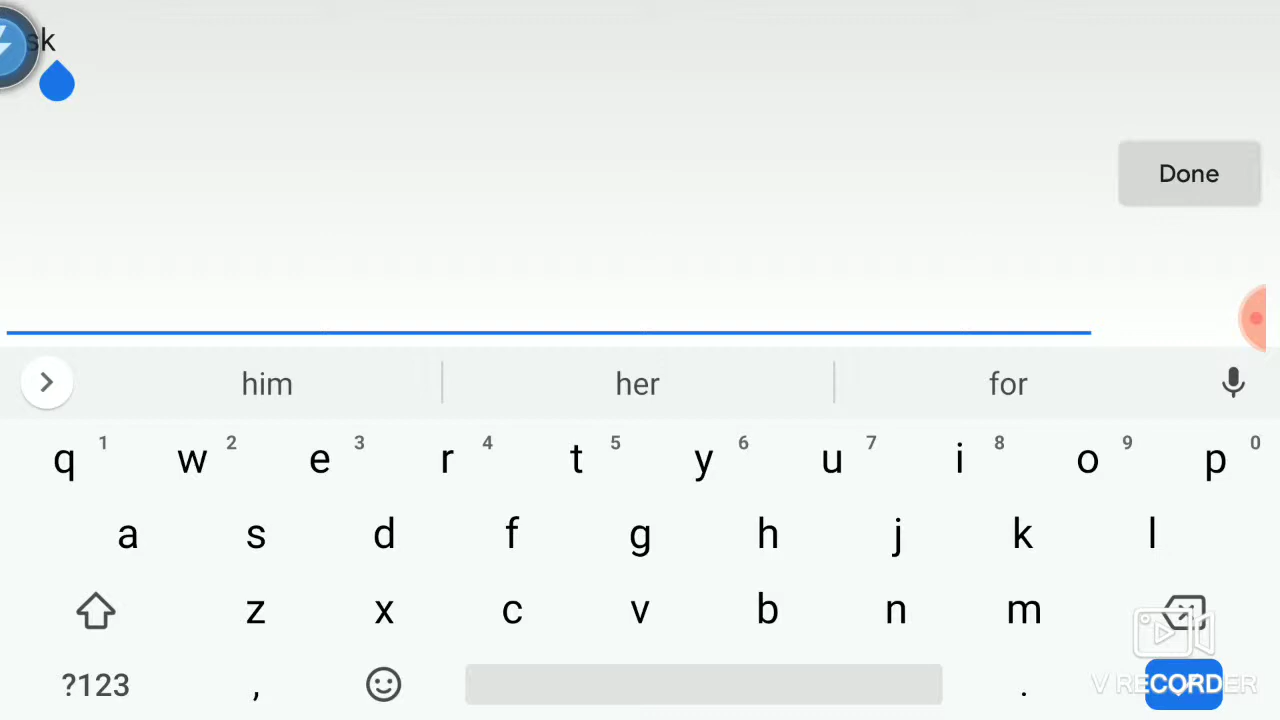 sk
Done
him her for
q 1 w 2 e 3 r 4 t 5 y 6 u 7 i 8 o 9 p 0
a s d f g h j k l
z x c v b n m
?123 , .
V RECORDER